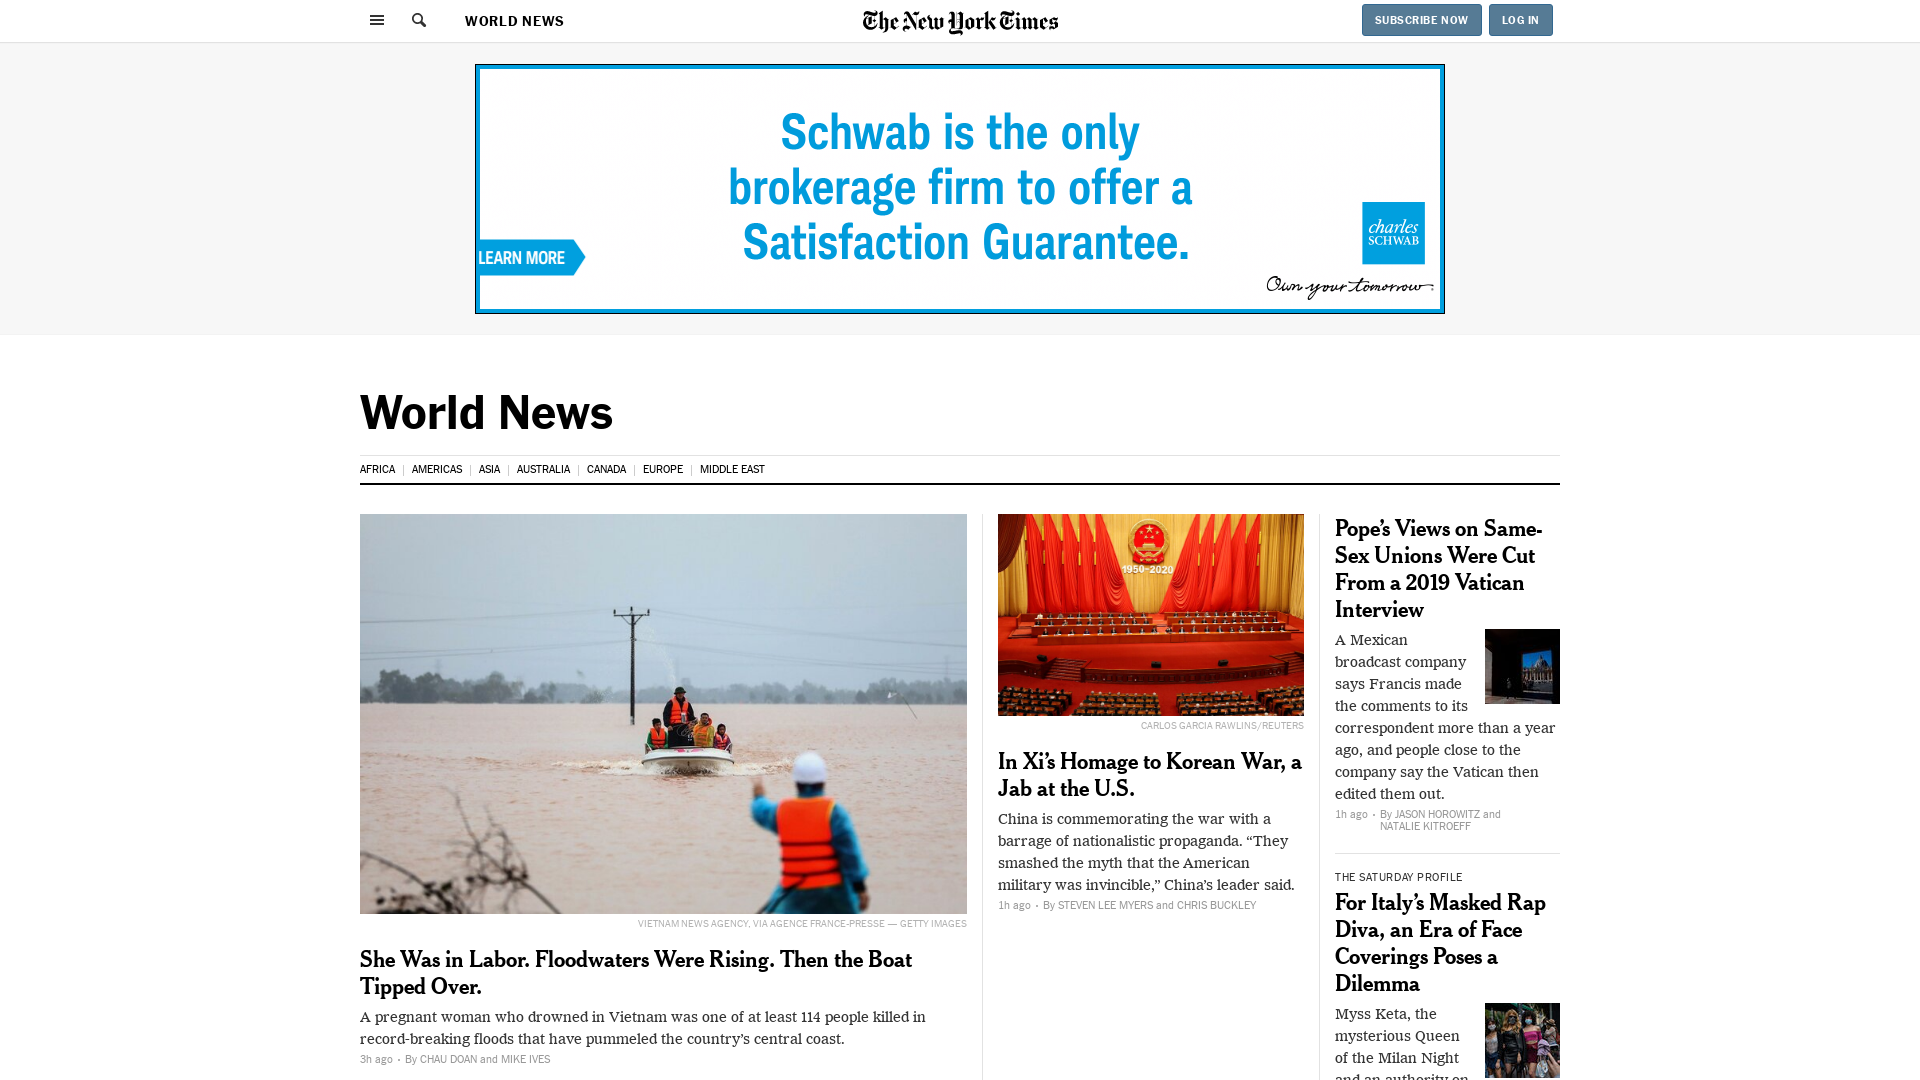 WORLD NEWS
The New York Times
SUBSCRIBE NOW
LOG IN
Schwab is the only
brokerage firm to offer a
Satisfaction Guarantee.
LEARN MORE
charles
SCHWAB
Own your tomorrow.
World News
AFRICA
AMERICAS
ASIA
AUSTRALIA
CANADA
EUROPE
MIDDLE EAST
VIETNAM NEWS AGENCY, VIA AGENCE FRANCE-PRESSE — GETTY IMAGES
She Was in Labor. Floodwaters Were Rising. Then the Boat
Tipped Over.
A pregnant woman who drowned in Vietnam was one of at least 114 people killed in
record-breaking floods that have pummeled the country’s central coast.
3h ago · By CHAU DOAN and MIKE IVES
1950-2020
CARLOS GARCIA RAWLINS/REUTERS
In Xi’s Homage to Korean War, a
Jab at the U.S.
China is commemorating the war with a
barrage of nationalistic propaganda. “They
smashed the myth that the American
military was invincible,” China’s leader said.
1h ago · By STEVEN LEE MYERS and CHRIS BUCKLEY
Pope’s Views on Same-
Sex Unions Were Cut
From a 2019 Vatican
Interview
A Mexican
broadcast company
says Francis made
the comments to its
correspondent more than a year
ago, and people close to the
company say the Vatican then
edited them out.
1h ago · By JASON HOROWITZ and
NATALIE KITROEFF
THE SATURDAY PROFILE
For Italy’s Masked Rap
Diva, an Era of Face
Coverings Poses a
Dilemma
Myss Keta, the
mysterious Queen
of the Milan Night
and an authority on